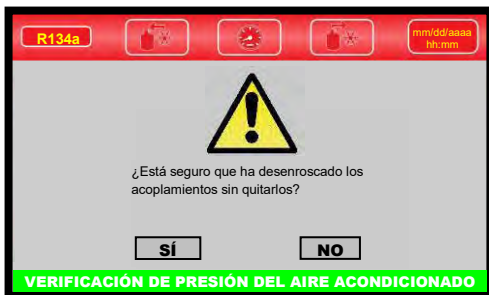 R134a
mm/dd/aaaa
hh:mm
¿Está seguro que ha desenroscado los
acoplamientos sin quitarlos?
SÍ
NO
VERIFICACIÓN DE PRESIÓN DEL AIRE ACONDICIONADO